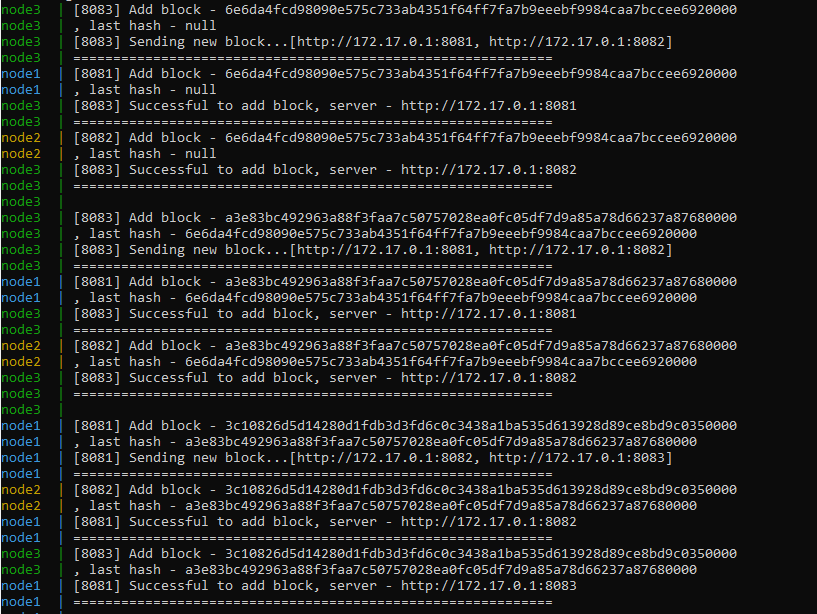 node3 | [8083] Add block - 6e6da4fcd98090e575c733ab4351f64ff7fa7b9eeebf9984caa7bccee6920000
node3 | , last hash - null
node3 | [8083] Sending new block...[http://172.17.0.1:8081, http://172.17.0.1:8082]
node3 | ======================================================
node1 | [8081] Add block - 6e6da4fcd98090e575c733ab4351f64ff7fa7b9eeebf9984caa7bccee6920000
node1 | , last hash - null
node3 | [8083] Successful to add block, server - http://172.17.0.1:8081
node3 | ======================================================
node2 | [8082] Add block - 6e6da4fcd98090e575c733ab4351f64ff7fa7b9eeebf9984caa7bccee6920000
node2 | , last hash - null
node3 | [8083] Successful to add block, server - http://172.17.0.1:8082
node3 | ======================================================
node3 |
node3 | [8083] Add block - a3e83bc492963a88f3faa7c50757028ea0fc05df7d9a85a78d66237a87680000
node3 | , last hash - 6e6da4fcd98090e575c733ab4351f64ff7fa7b9eeebf9984caa7bccee6920000
node3 | [8083] Sending new block...[http://172.17.0.1:8081, http://172.17.0.1:8082]
node3 | ======================================================
node1 | [8081] Add block - a3e83bc492963a88f3faa7c50757028ea0fc05df7d9a85a78d66237a87680000
node1 | , last hash - 6e6da4fcd98090e575c733ab4351f64ff7fa7b9eeebf9984caa7bccee6920000
node3 | [8083] Successful to add block, server - http://172.17.0.1:8081
node3 | ======================================================
node2 | [8082] Add block - a3e83bc492963a88f3faa7c50757028ea0fc05df7d9a85a78d66237a87680000
node2 | , last hash - 6e6da4fcd98090e575c733ab4351f64ff7fa7b9eeebf9984caa7bccee6920000
node3 | [8083] Successful to add block, server - http://172.17.0.1:8082
node3 | ======================================================
node3 |
node1 | [8081] Add block - 3c10826d5d14280d1fdb3d3fd6c0c3438a1ba535d613928d89ce8bd9c0350000
node1 | , last hash - a3e83bc492963a88f3faa7c50757028ea0fc05df7d9a85a78d66237a87680000
node1 | [8081] Sending new block...[http://172.17.0.1:8082, http://172.17.0.1:8083]
node1 | ======================================================
node2 | [8082] Add block - 3c10826d5d14280d1fdb3d3fd6c0c3438a1ba535d613928d89ce8bd9c0350000
node2 | , last hash - a3e83bc492963a88f3faa7c50757028ea0fc05df7d9a85a78d66237a87680000
node1 | [8081] Successful to add block, server - http://172.17.0.1:8082
node1 | ======================================================
node3 | [8083] Add block - 3c10826d5d14280d1fdb3d3fd6c0c3438a1ba535d613928d89ce8bd9c0350000
node3 | , last hash - a3e83bc492963a88f3faa7c50757028ea0fc05df7d9a85a78d66237a87680000
node1 | [8081] Successful to add block, server - http://172.17.0.1:8083
node1 | ======================================================